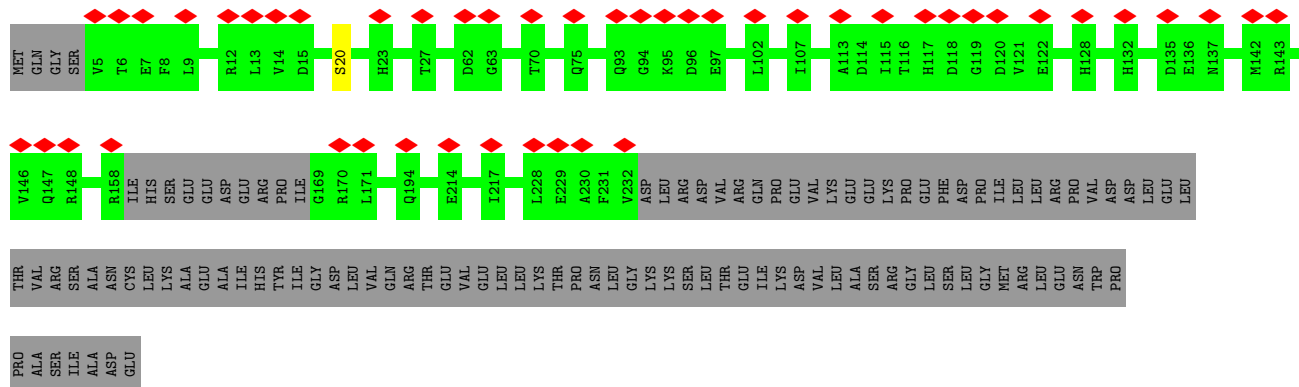 MET GLN GLY SER V5 T6 E7 F8 L9 R12 L13 V14 D15 S20 H23 T27 D62 G63 T70 Q75 Q93 G94 K95 D96 E97 L102 I107 A113 D114 I115 T116 H117 D118 G119 D120 V121 E122 H128 H132 D135 E136 N137 M142 R143
V146 Q147 R148 R158 ILE HIS SER GLU GLU ASP GLU ARG PRO ILE G169 R170 L171 Q194 E214 I217 L228 E229 A230 F231 V232 ASP LEU ARG ASP VAL ARG GLN PRO GLU VAL LYS GLU GLU LYS PRO GLU PHE ASP PRO ILE LEU LEU ARG PRO VAL ASP ASP LEU GLU LEU
THR VAL ARG SER ALA ASN CYS LEU LYS ALA GLU ALA ILE HIS TYR ILE GLY ASP LEU VAL GLN ARG THR GLU VAL GLU LEU LEU LYS THR PRO ASN LEU GLY LYS LYS SER LEU THR GLU ILE LYS ASP VAL LEU ALA SER ARG GLY LEU SER LEU GLY MET ARG LEU GLU ASN TRP PRO
PRO ALA SER ILE ALA ASP GLU